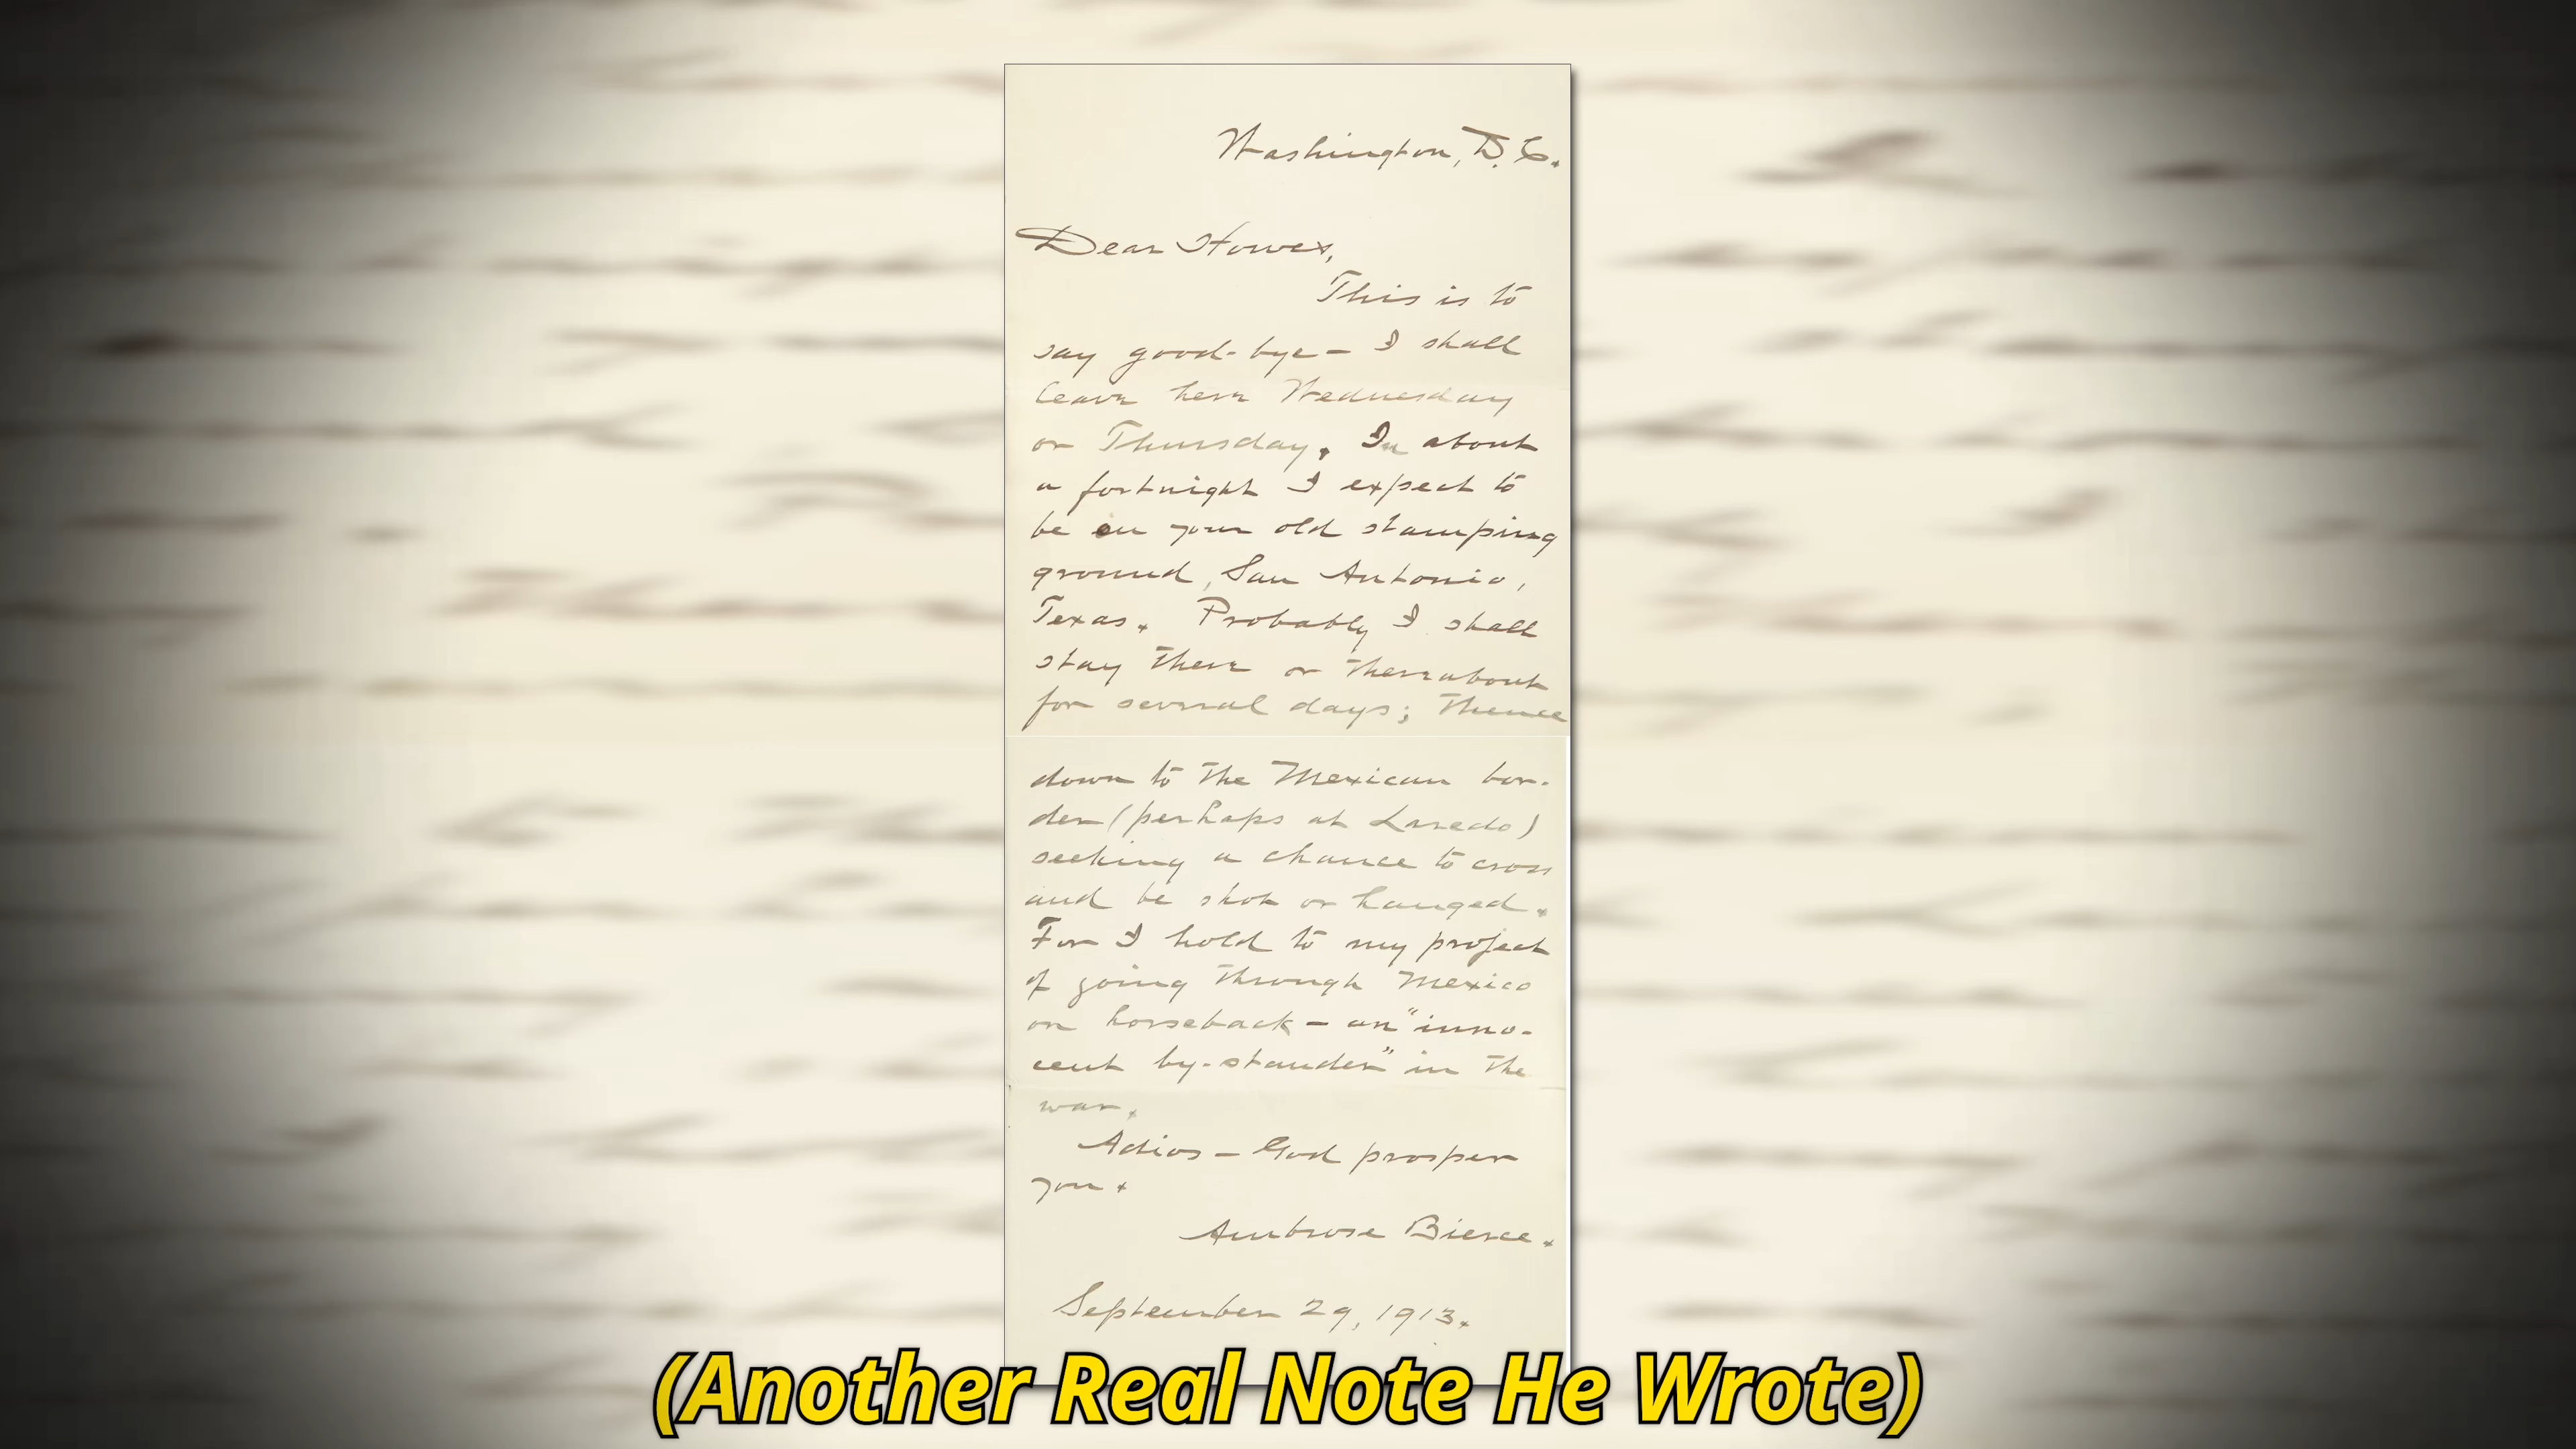 Washington, D.C.
Dear Howes,
This is to
say good-bye – I shall
leave here Wednesday
or Thursday. In about
a fortnight I expect to
be on your old stamping
ground, San Antonio,
Texas. Probably I shall
stay there or thereabout
for several days; thence
down to the Mexican bor-
der (perhaps at Laredo)
seeking a chance to cross
and be shot or hanged.
For I hold to my project
of going through Mexico
on horseback – an "inno-
cent by-stander" in the
war.
Adios – God prosper
you.
Ambrose Bierce.
September 29, 1913.
(Another Real Note He Wrote)